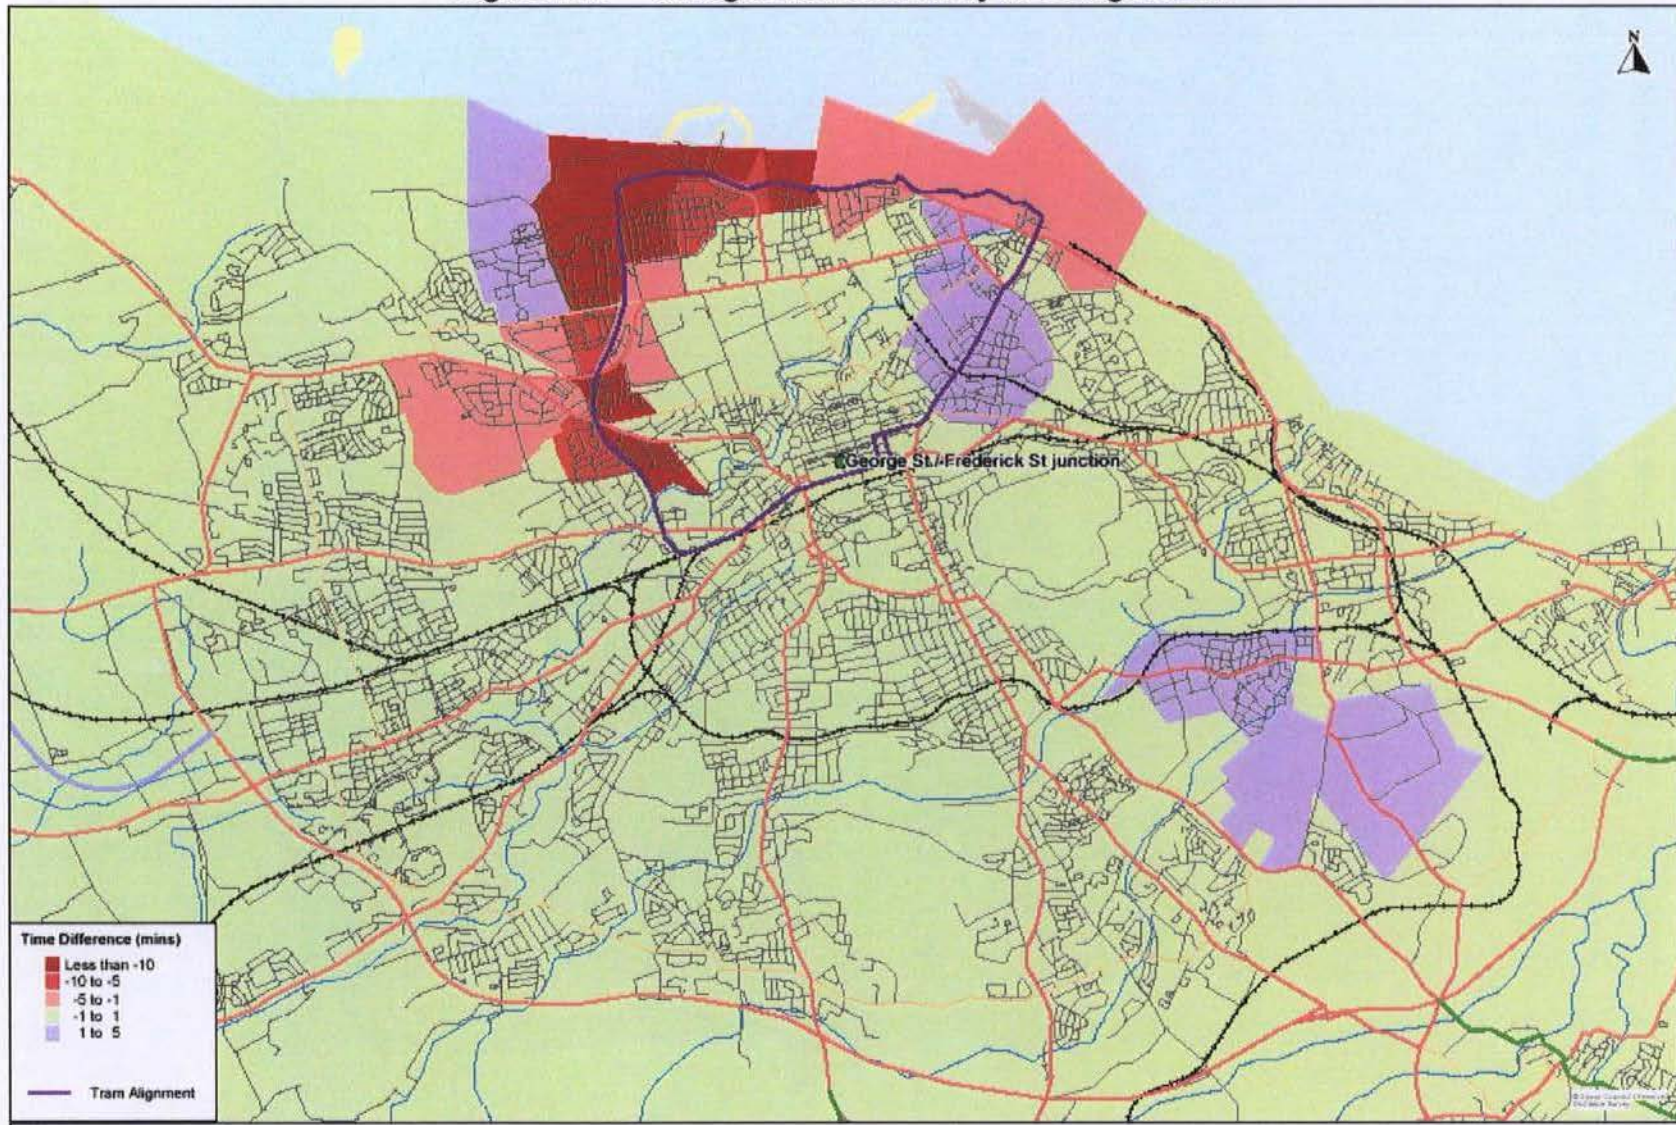 N
George St./ Frederick St junction
Time Difference (mins)
Less than -10
-10 to -5
-5 to -1
-1 to 1
1 to 5
Tram Alignment